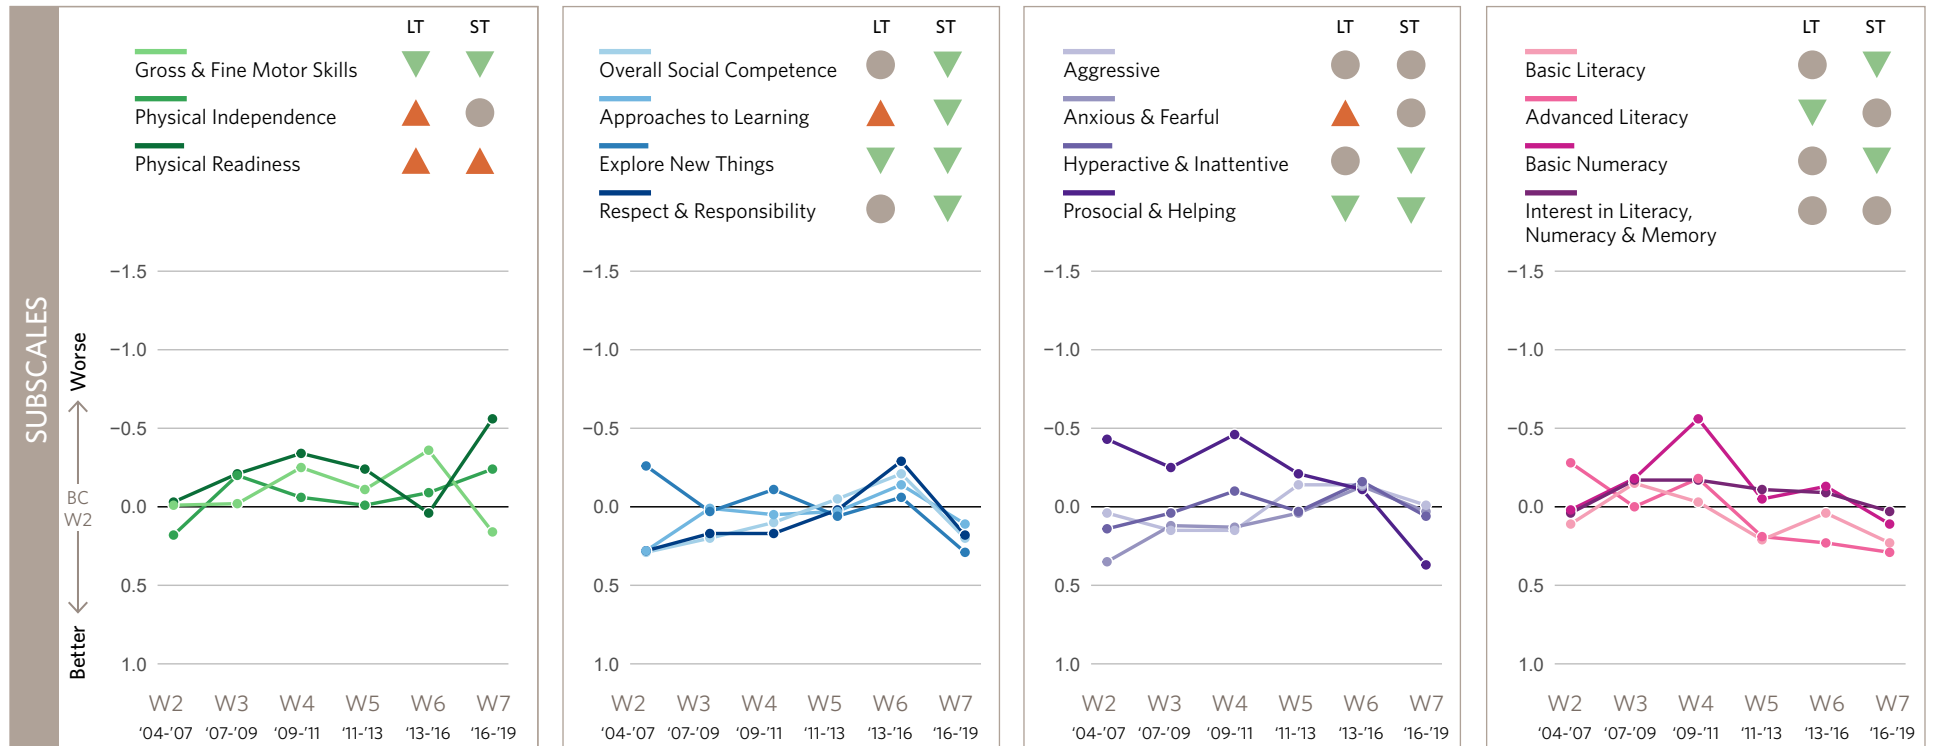 SUBSCALES
Worse
BC
W2
Better
LT ST
Gross & Fine Motor Skills
Physical Independence
Physical Readiness
−1.5
−1.0
−0.5
0.0
0.5
1.0
W2 W3 W4 W5 W6 W7
‘04-’07 ‘07-’09 ‘09-’11 ‘11-’13 ‘13-’16 ‘16-’19
LT ST
Overall Social Competence
Approaches to Learning
Explore New Things
Respect & Responsibility
−1.5
−1.0
−0.5
0.0
0.5
1.0
W2 W3 W4 W5 W6 W7
‘04-’07 ‘07-’09 ‘09-’11 ‘11-’13 ‘13-’16 ‘16-’19
LT ST
Aggressive
Anxious & Fearful
Hyperactive & Inattentive
Prosocial & Helping
−1.5
−1.0
−0.5
0.0
0.5
1.0
W2 W3 W4 W5 W6 W7
‘04-’07 ‘07-’09 ‘09-’11 ‘11-’13 ‘13-’16 ‘16-’19
LT ST
Basic Literacy
Advanced Literacy
Basic Numeracy
Interest in Literacy,
Numeracy & Memory
−1.5
−1.0
−0.5
0.0
0.5
1.0
W2 W3 W4 W5 W6 W7
‘04-’07 ‘07-’09 ‘09-’11 ‘11-’13 ‘13-’16 ‘16-’19